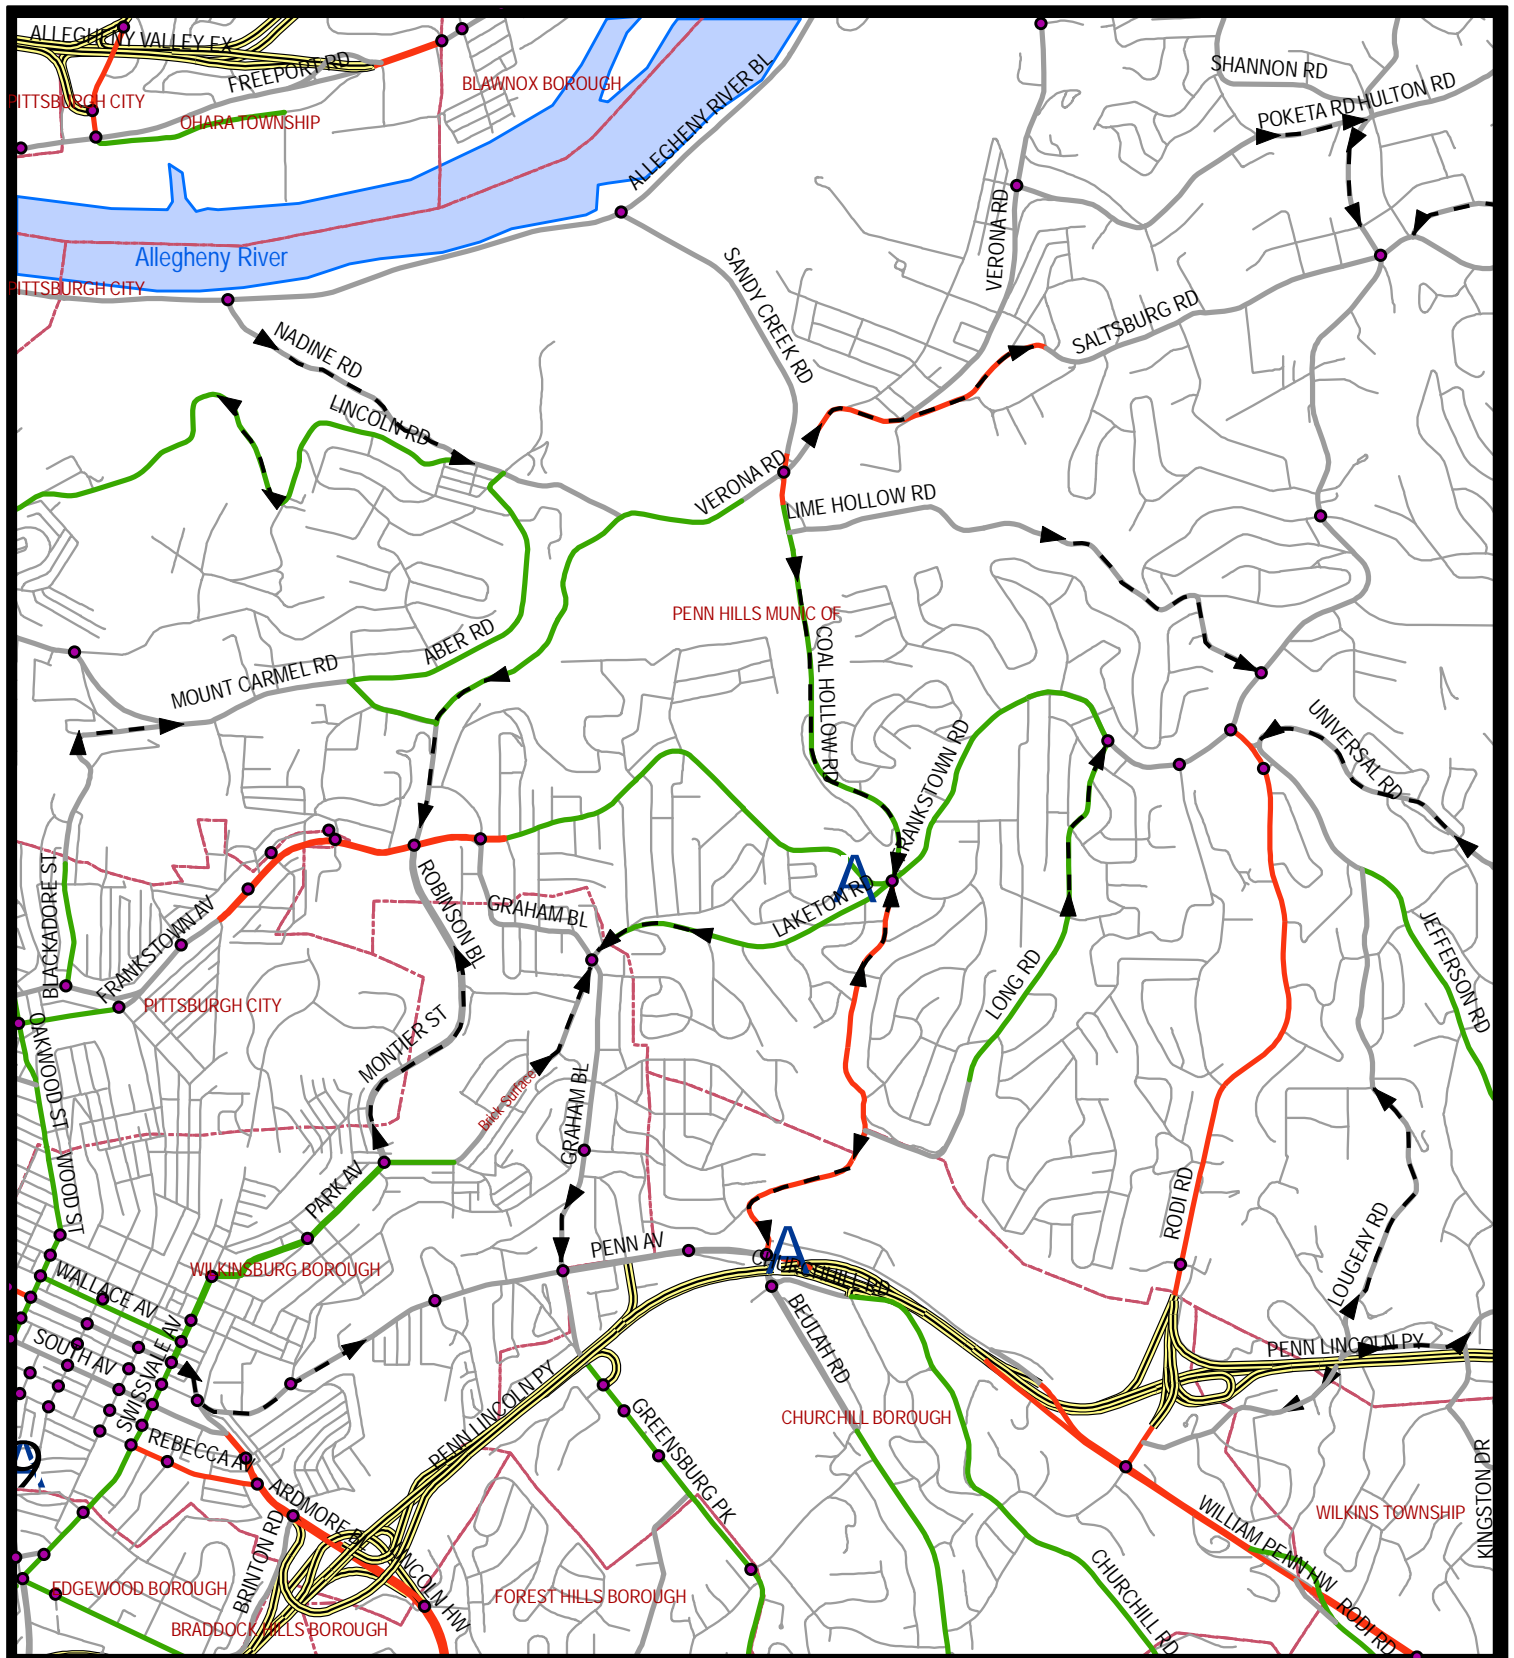 ALLEGHENY VALLEY EX
FREEPORT RD
BLAWNOX BOROUGH
PITTSBURGH CITY
OHARA TOWNSHIP
ALLEGHENY RIVER BL
SHANNON RD
POKETA RD
HULTON RD
Allegheny River
PITTSBURGH CITY
VERONA RD
SANDY CREEK RD
SALTSBURG RD
NADINE RD
LINCOLN RD
VERONA RD
LIME HOLLOW RD
PENN HILLS MUNIC OF
ABER RD
MOUNT CARMEL RD
COAL HOLLOW RD
FRANKSTOWN RD
UNIVERSAL RD
A
LAKETON RD
BLACKADORE ST
FRANKSTOWN AV
ROBINSON BL
GRAHAM BL
JEFFERSON RD
LONG RD
PITTSBURGH CITY
OAKWOOD ST
MONTIER ST
Brick Surface
GRAHAM BL
WOOD ST
PARK AV
RODI RD
LOUGEAY RD
PENN AV
A
CHURCHHILL RD
WILKINSBURG BOROUGH
WALLACE AV
SOUTH AV
SWISSVALE AV
BEULAH RD
PENN LINCOLN PY
PENN LINCOLN PY
GREENSBURG PK
CHURCHILL BOROUGH
REBECCA AV
9
ARDMORE BL
LINCOLN HW
BRINTON RD
WILLIAM PENN HW
WILKINS TOWNSHIP
KINGSTON DR
EDGEWOOD BOROUGH
FOREST HILLS BOROUGH
CHURCHILL RD
RODI RD
BRADDOCK HILLS BOROUGH